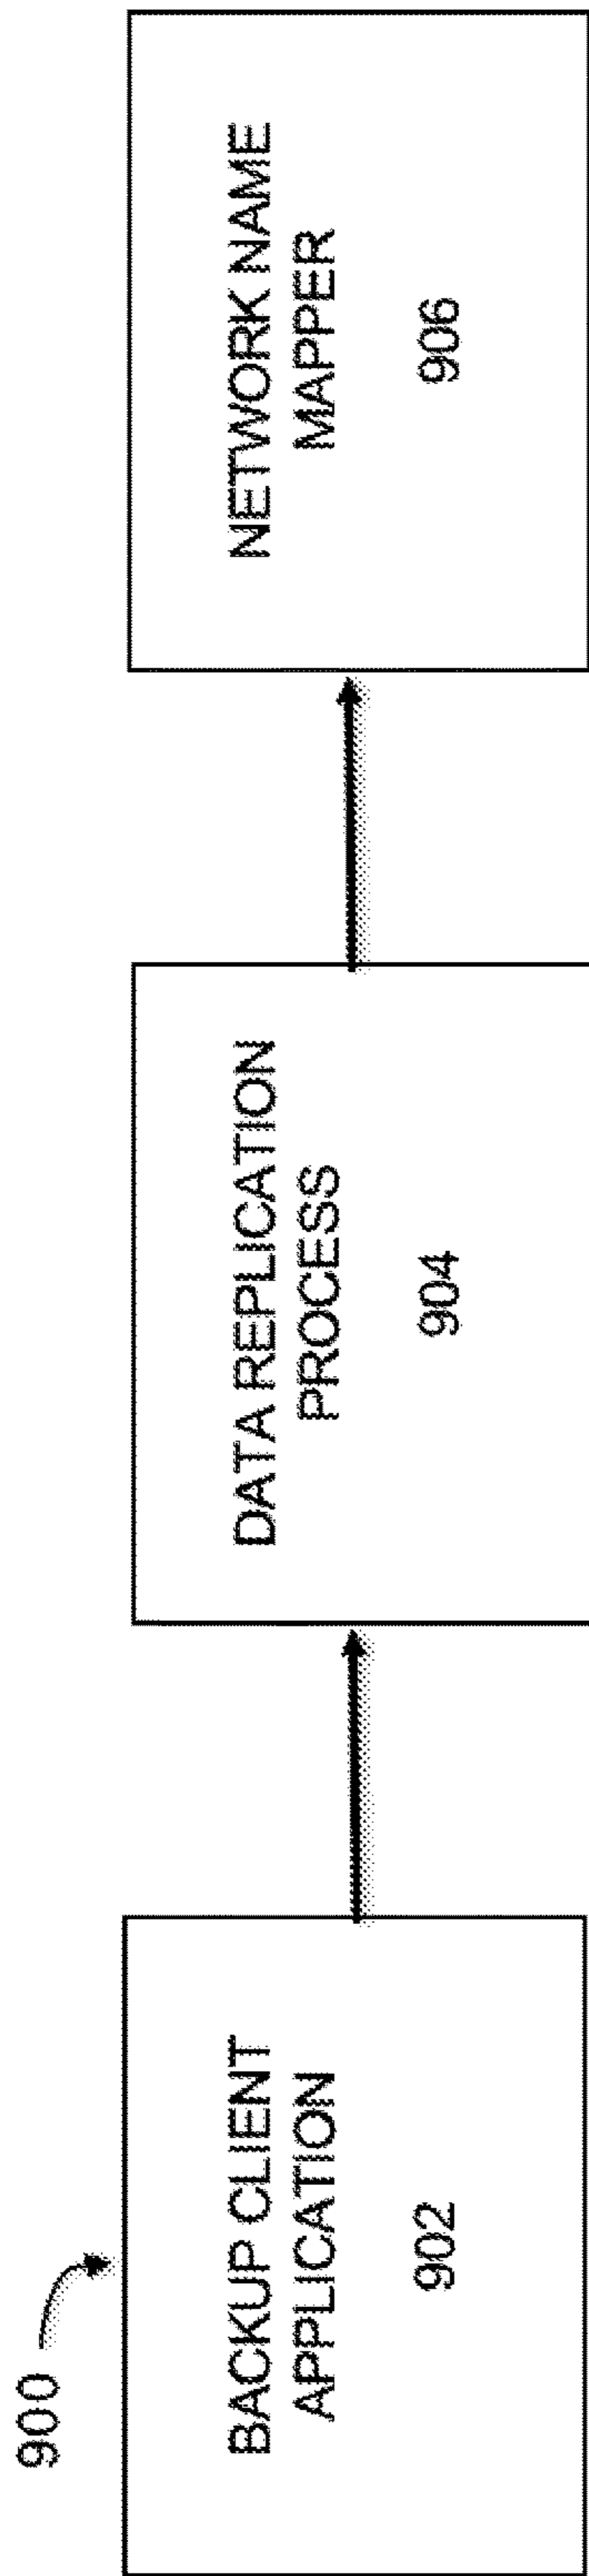 900
BACKUP CLIENT
APPLICATION
902
DATA REPLICATION
PROCESS
904
NETWORK NAME
MAPPER
906